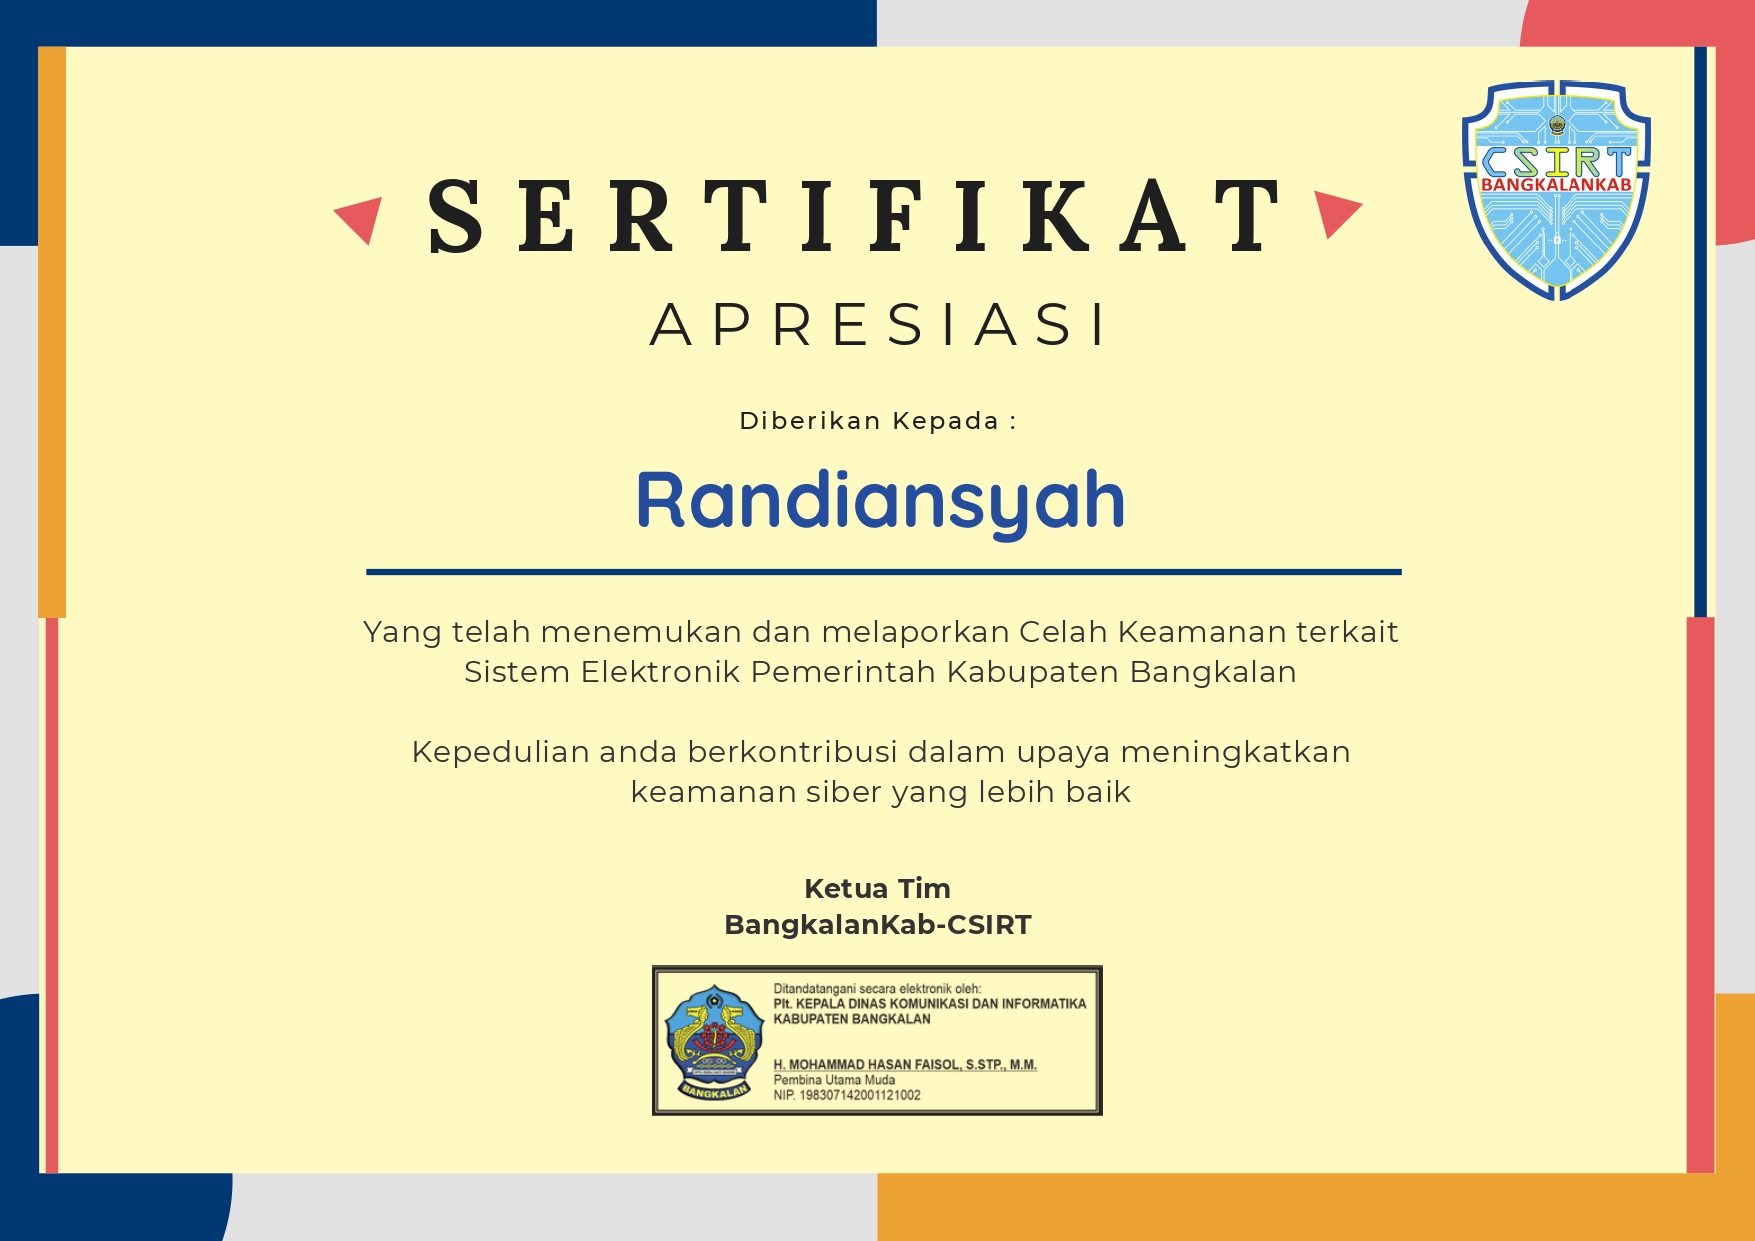 CSIRT
BANGKALANKAB
SERTIFIKAT
APRESIASI
Diberikan Kepada :
Randiansyah
Yang telah menemukan dan melaporkan Celah Keamanan terkait
Sistem Elektronik Pemerintah Kabupaten Bangkalan
Kepedulian anda berkontribusi dalam upaya meningkatkan
keamanan siber yang lebih baik
Ketua Tim
BangkalanKab-CSIRT
Ditandatangani secara elektronik oleh:
Plt. KEPALA DINAS KOMUNIKASI DAN INFORMATIKA
KABUPATEN BANGKALAN
H. MOHAMMAD HASAN FAISOL, S.STP., M.M.
Pembina Utama Muda
NIP. 198307142001121002
BANGKALAN